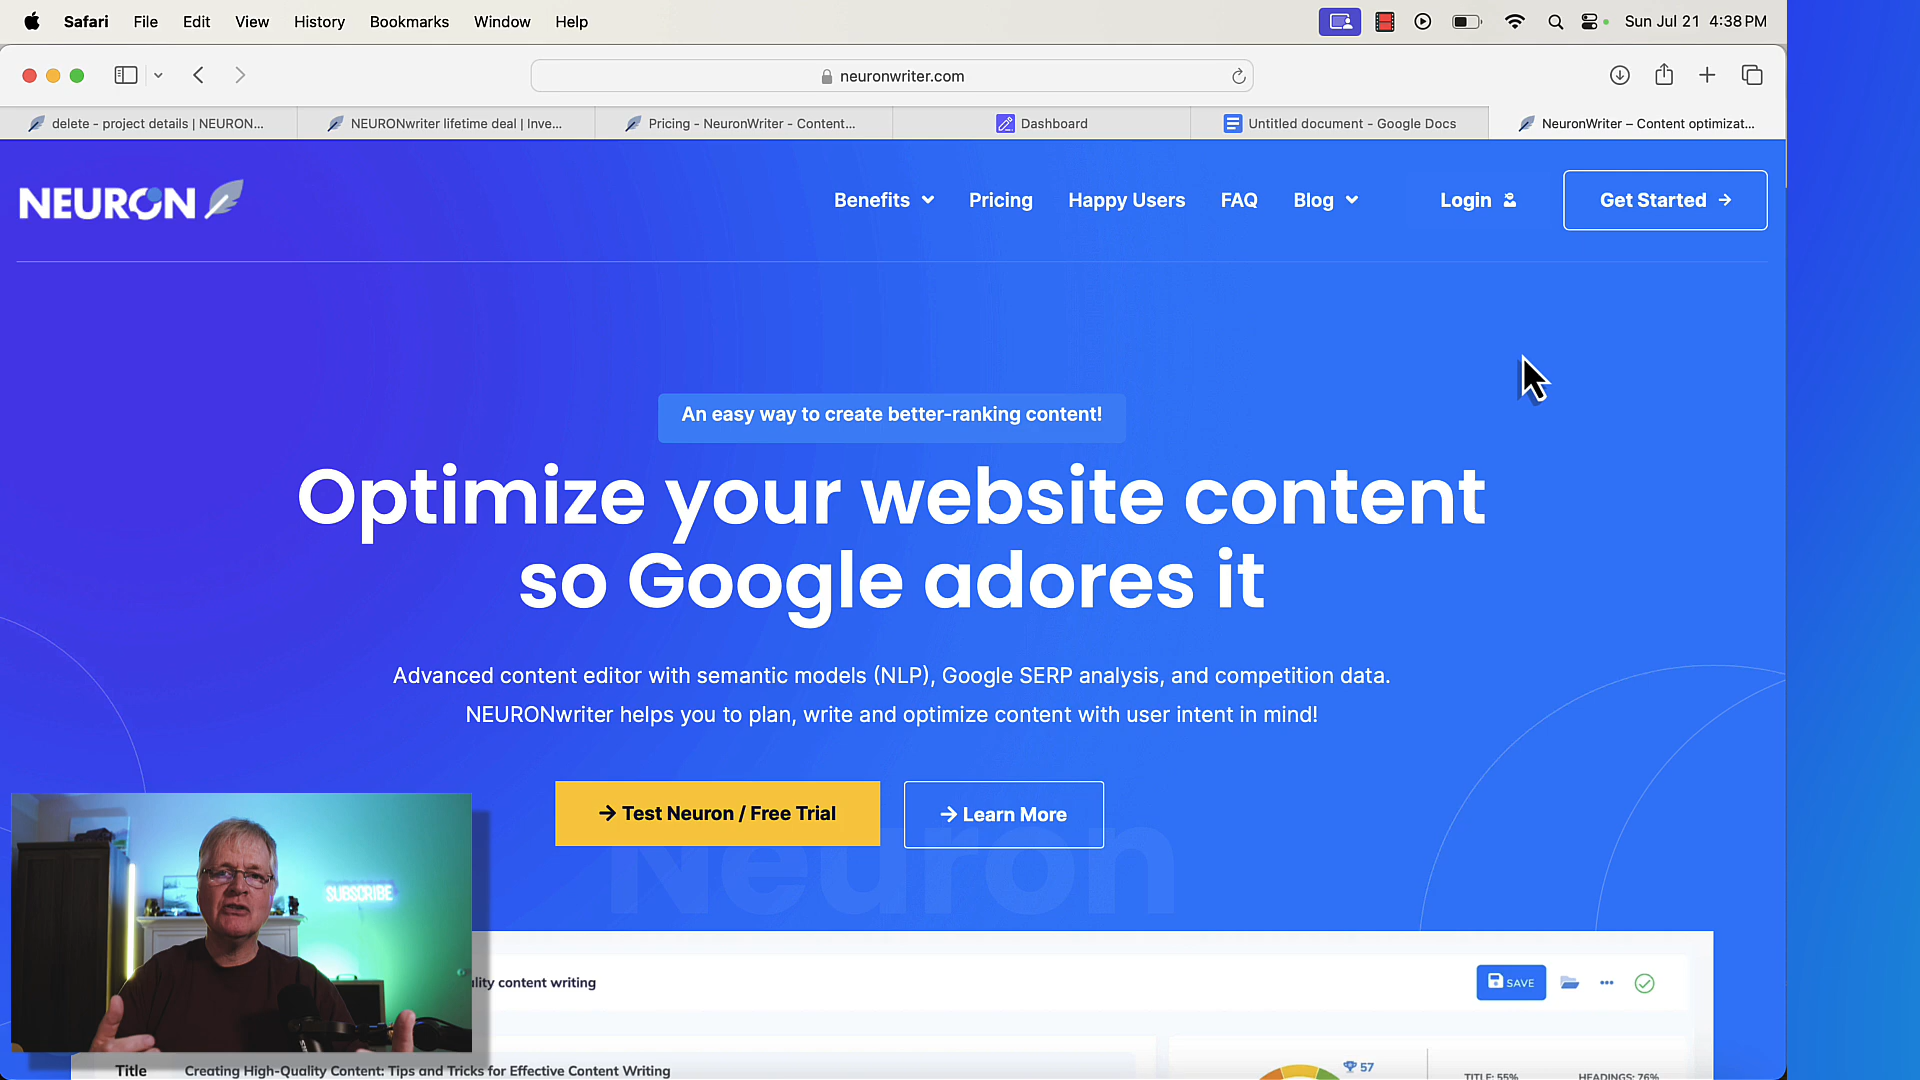 Safari File Edit View History Bookmarks Window Help Sun Jul 21 4:38 PM
neuronwriter.com
delete - project details | NEURON... NEURONwriter lifetime deal | Inve... Pricing - NeuronWriter - Content... Dashboard Untitled document - Google Docs NeuronWriter – Content optimizat...
NEURON Benefits Pricing Happy Users FAQ Blog Login Get Started →
An easy way to create better-ranking content!
Optimize your website content
so Google adores it
Advanced content editor with semantic models (NLP), Google SERP analysis, and competition data.
NEURONwriter helps you to plan, write and optimize content with user intent in mind!
→ Test Neuron / Free Trial → Learn More
Neuron
SUBSCRIBE
lity content writing SAVE
Title Creating High-Quality Content: Tips and Tricks for Effective Content Writing 57
TITLE: 55% HEADINGS: 76%